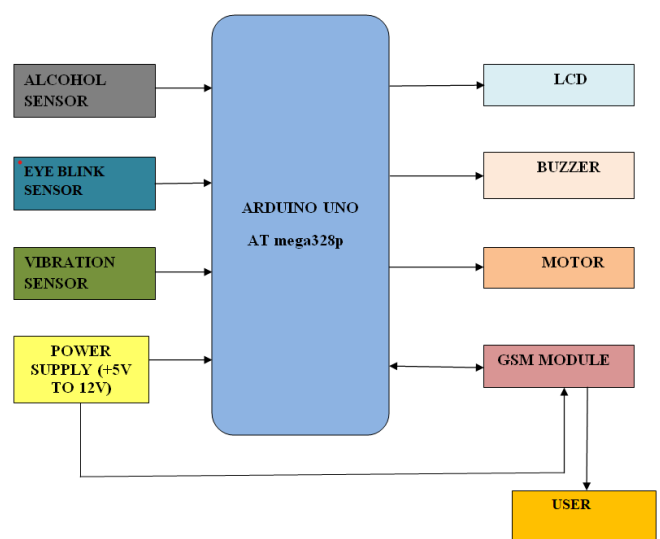 ALCOHOL
SENSOR
EYE BLINK
SENSOR
VIBRATION
SENSOR
POWER
SUPPLY (+5V
TO 12V)
ARDUINO UNO
AT mega328p
LCD
BUZZER
MOTOR
GSM MODULE
USER